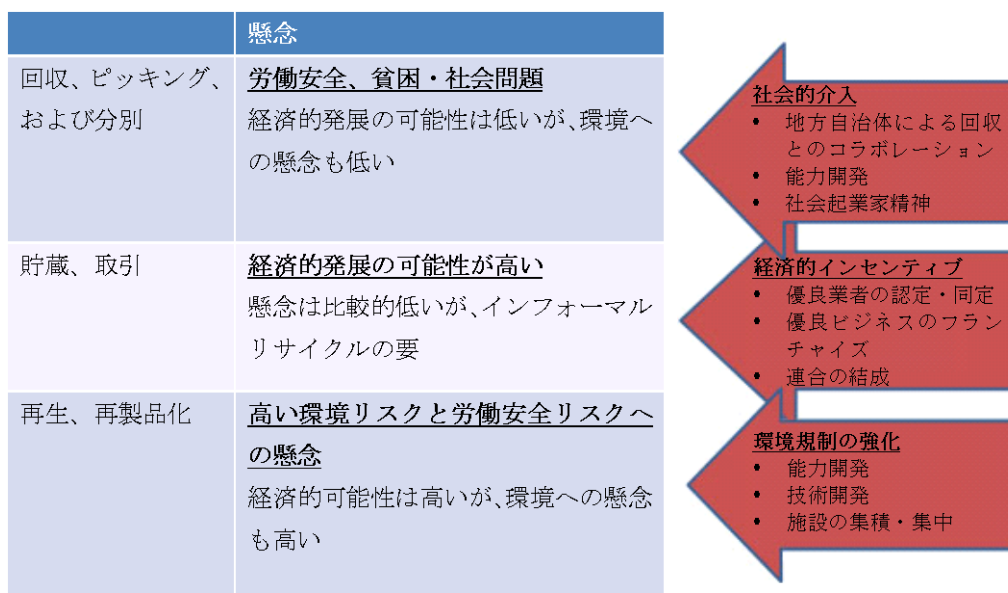 懸念
回収、ピッキング、
および分別
労働安全、貧困・社会問題
経済的発展の可能性は低いが、環境へ
の懸念も低い
貯蔵、取引
経済的発展の可能性が高い
懸念は比較的低いが、インフォーマル
リサイクルの要
再生、再製品化
高い環境リスクと労働安全リスクへ
の懸念
経済的可能性は高いが、環境への懸念
も高い
社会的介入
• 地方自治体による回収
とのコラボレーション
• 能力開発
• 社会起業家精神
経済的インセンティブ
• 優良業者の認定・同定
• 優良ビジネスのフラン
チャイズ
• 連合の結成
環境規制の強化
• 能力開発
• 技術開発
• 施設の集積・集中